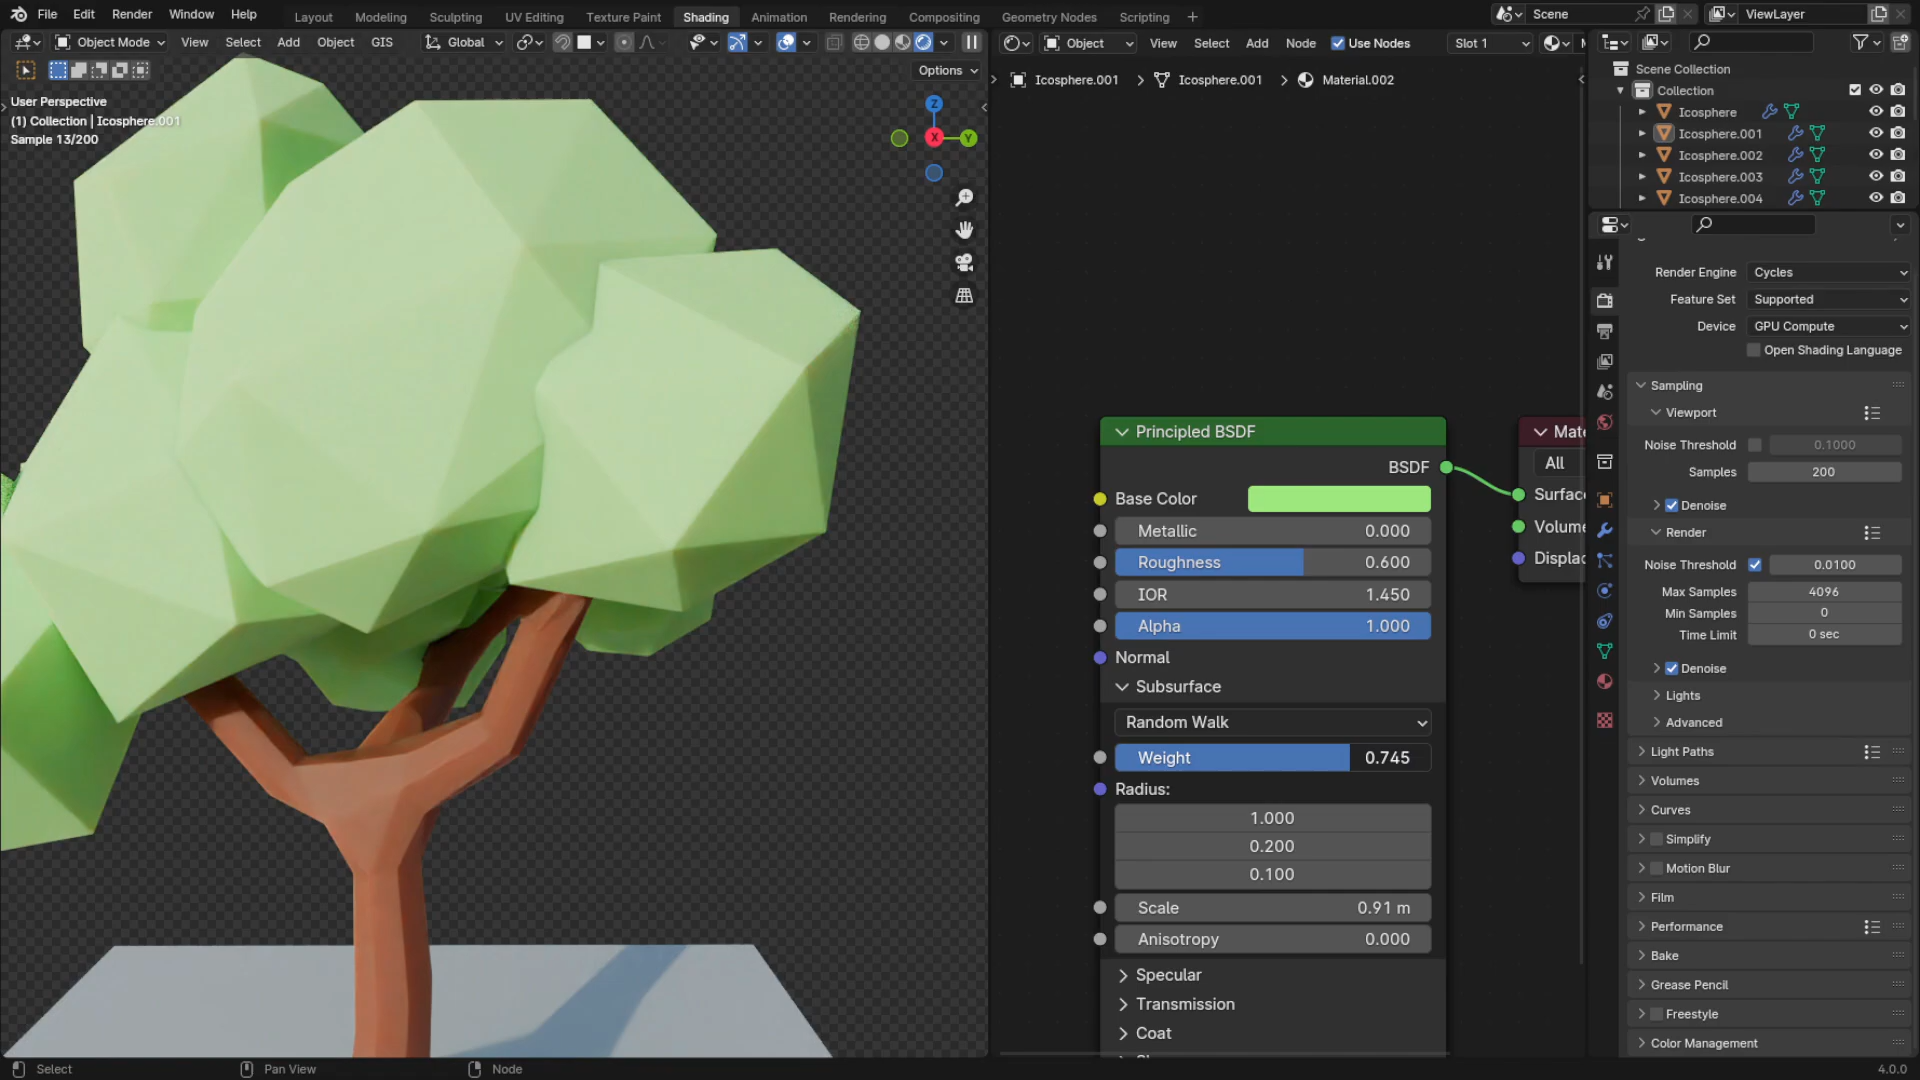 File Edit Render Window Help
Layout Modeling Sculpting UV Editing Texture Paint Shading Animation Rendering Compositing Geometry Nodes Scripting +
Scene
ViewLayer
Object Mode View Select Add Object GIS Global
Object View Select Add Node Use Nodes Slot 1
Options
User Perspective
(1) Collection | Icosphere.001
Sample 13/200
Z
X
Y
Icosphere.001 Icosphere.001 Material.002
Scene Collection
Collection
Icosphere
Icosphere.001
Icosphere.002
Icosphere.003
Icosphere.004
Principled BSDF
BSDF
Base Color
Metallic 0.000
Roughness 0.600
IOR 1.450
Alpha 1.000
Normal
Subsurface
Random Walk
Weight 0.745
Radius:
1.000
0.200
0.100
Scale 0.91 m
Anisotropy 0.000
Specular
Transmission
Coat
Mate
All
Surface
Volume
Displac
Render Engine Cycles
Feature Set Supported
Device GPU Compute
Open Shading Language
Sampling
Viewport
Noise Threshold 0.1000
Samples 200
Denoise
Render
Noise Threshold 0.0100
Max Samples 4096
Min Samples 0
Time Limit 0 sec
Denoise
Lights
Advanced
Light Paths
Volumes
Curves
Simplify
Motion Blur
Film
Performance
Bake
Grease Pencil
Freestyle
Color Management
Select Pan View Node
4.0.0